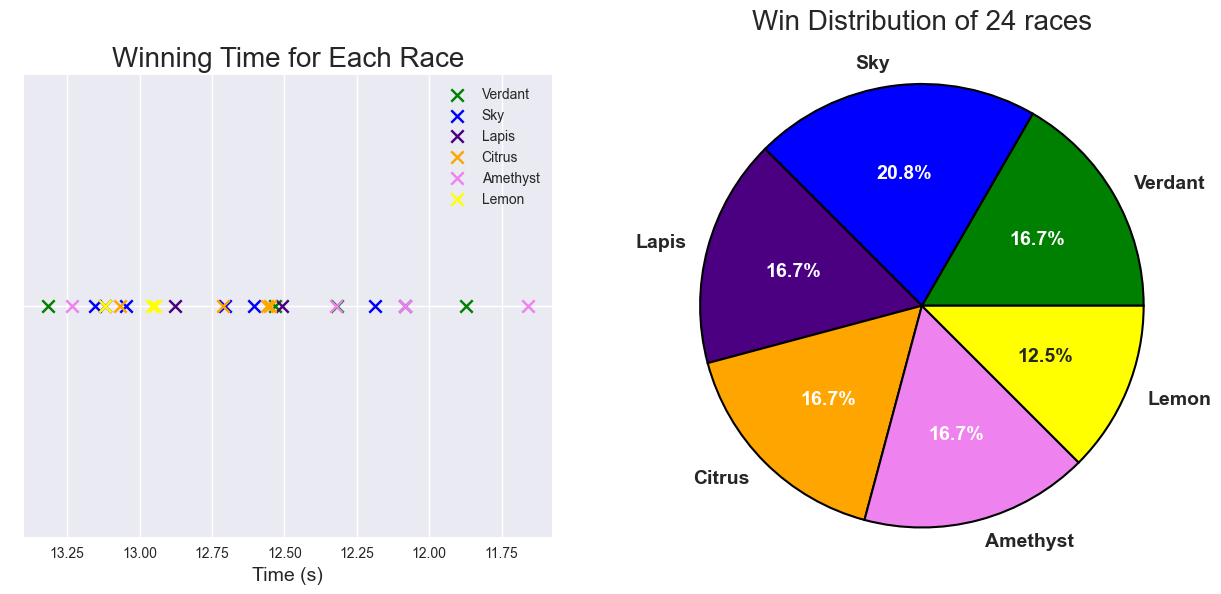 Winning Time for Each Race
Verdant
Sky
Lapis
Citrus
Amethyst
Lemon
13.25 13.00 12.75 12.50 12.25 12.00 11.75
Time (s)
Win Distribution of 24 races
Sky
20.8%
Verdant
16.7%
Lapis
16.7%
Citrus
16.7%
Amethyst
16.7%
Lemon
12.5%